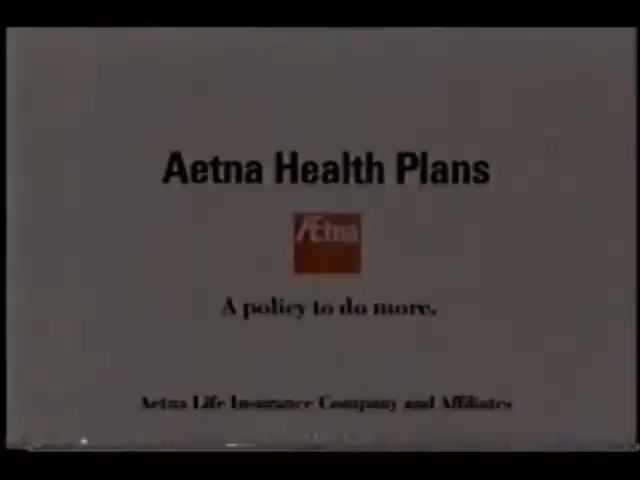 Aetna Health Plans
Ætna
A policy to do more.
Aetna Life Insurance Company and Affiliates